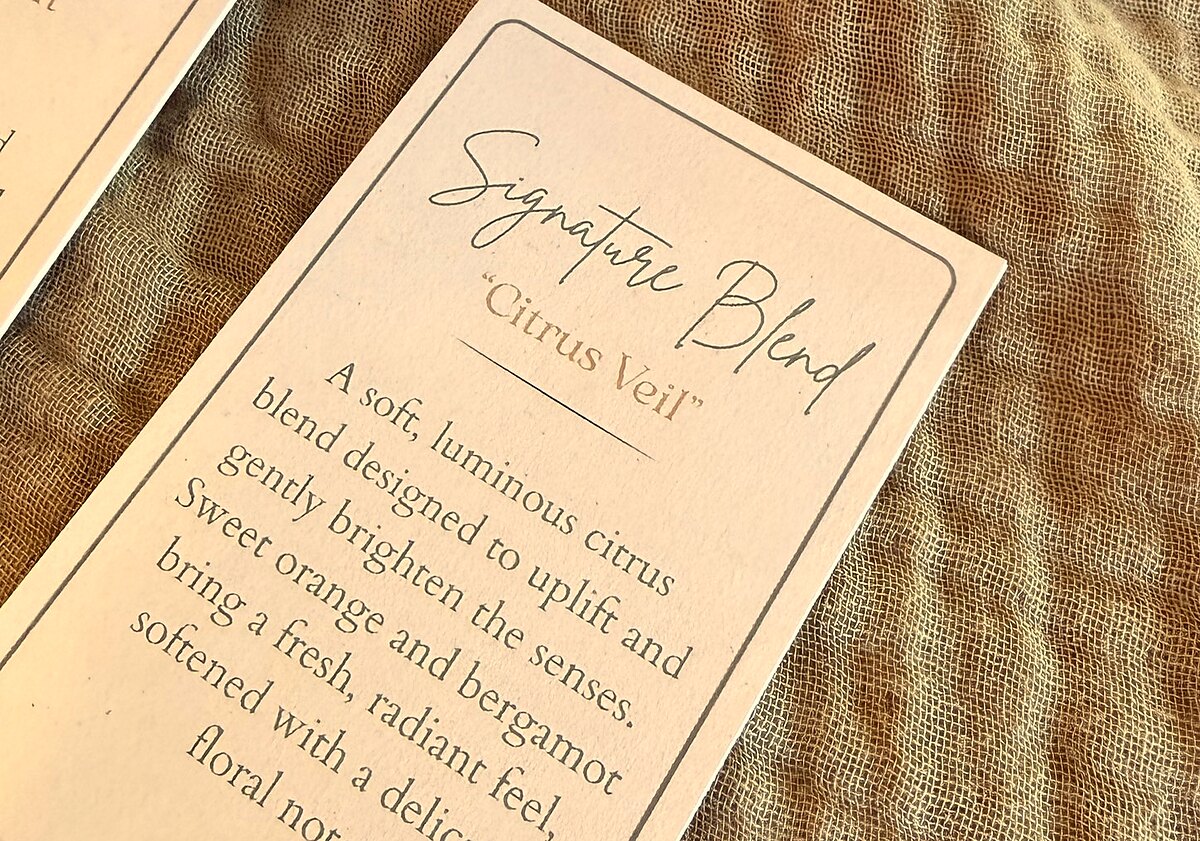 Signature Blend
“Citrus Veil”
A soft, luminous citrus
blend designed to uplift and
gently brighten the senses.
Sweet orange and bergamot
bring a fresh, radiant feel,
softened with a
floral